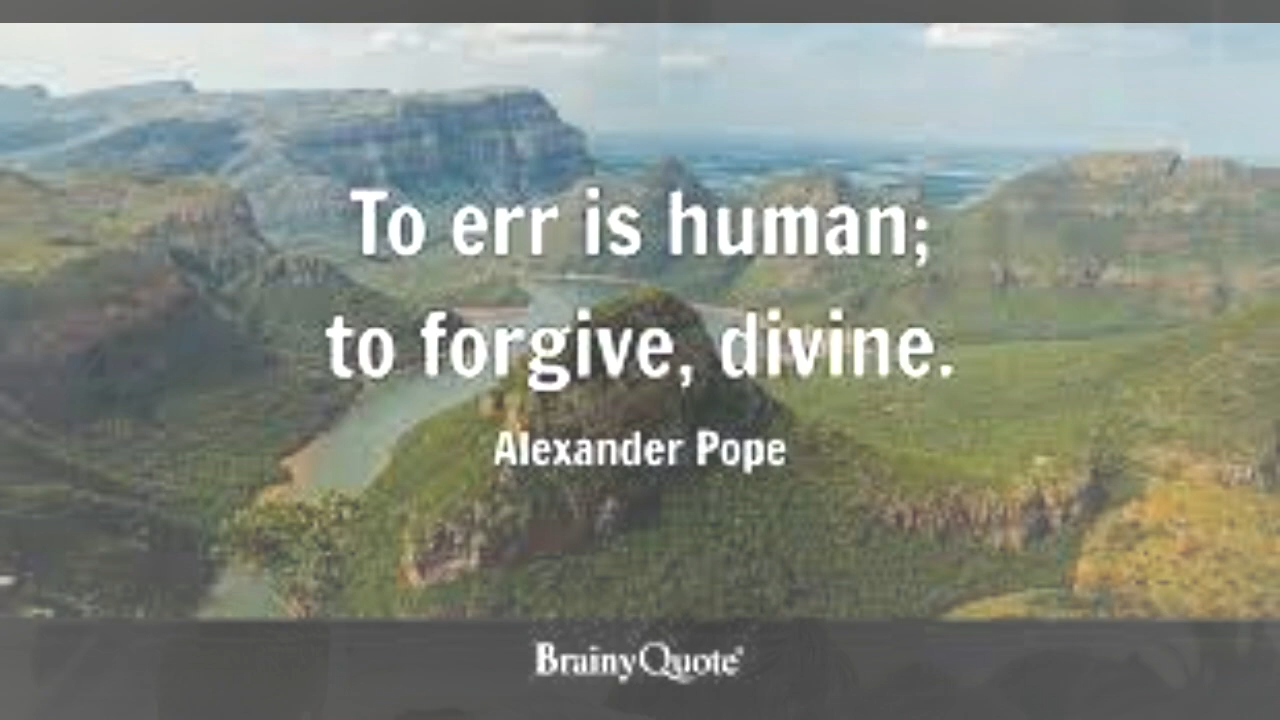 To err is human;
to forgive, divine.
Alexander Pope
BrainyQuote®